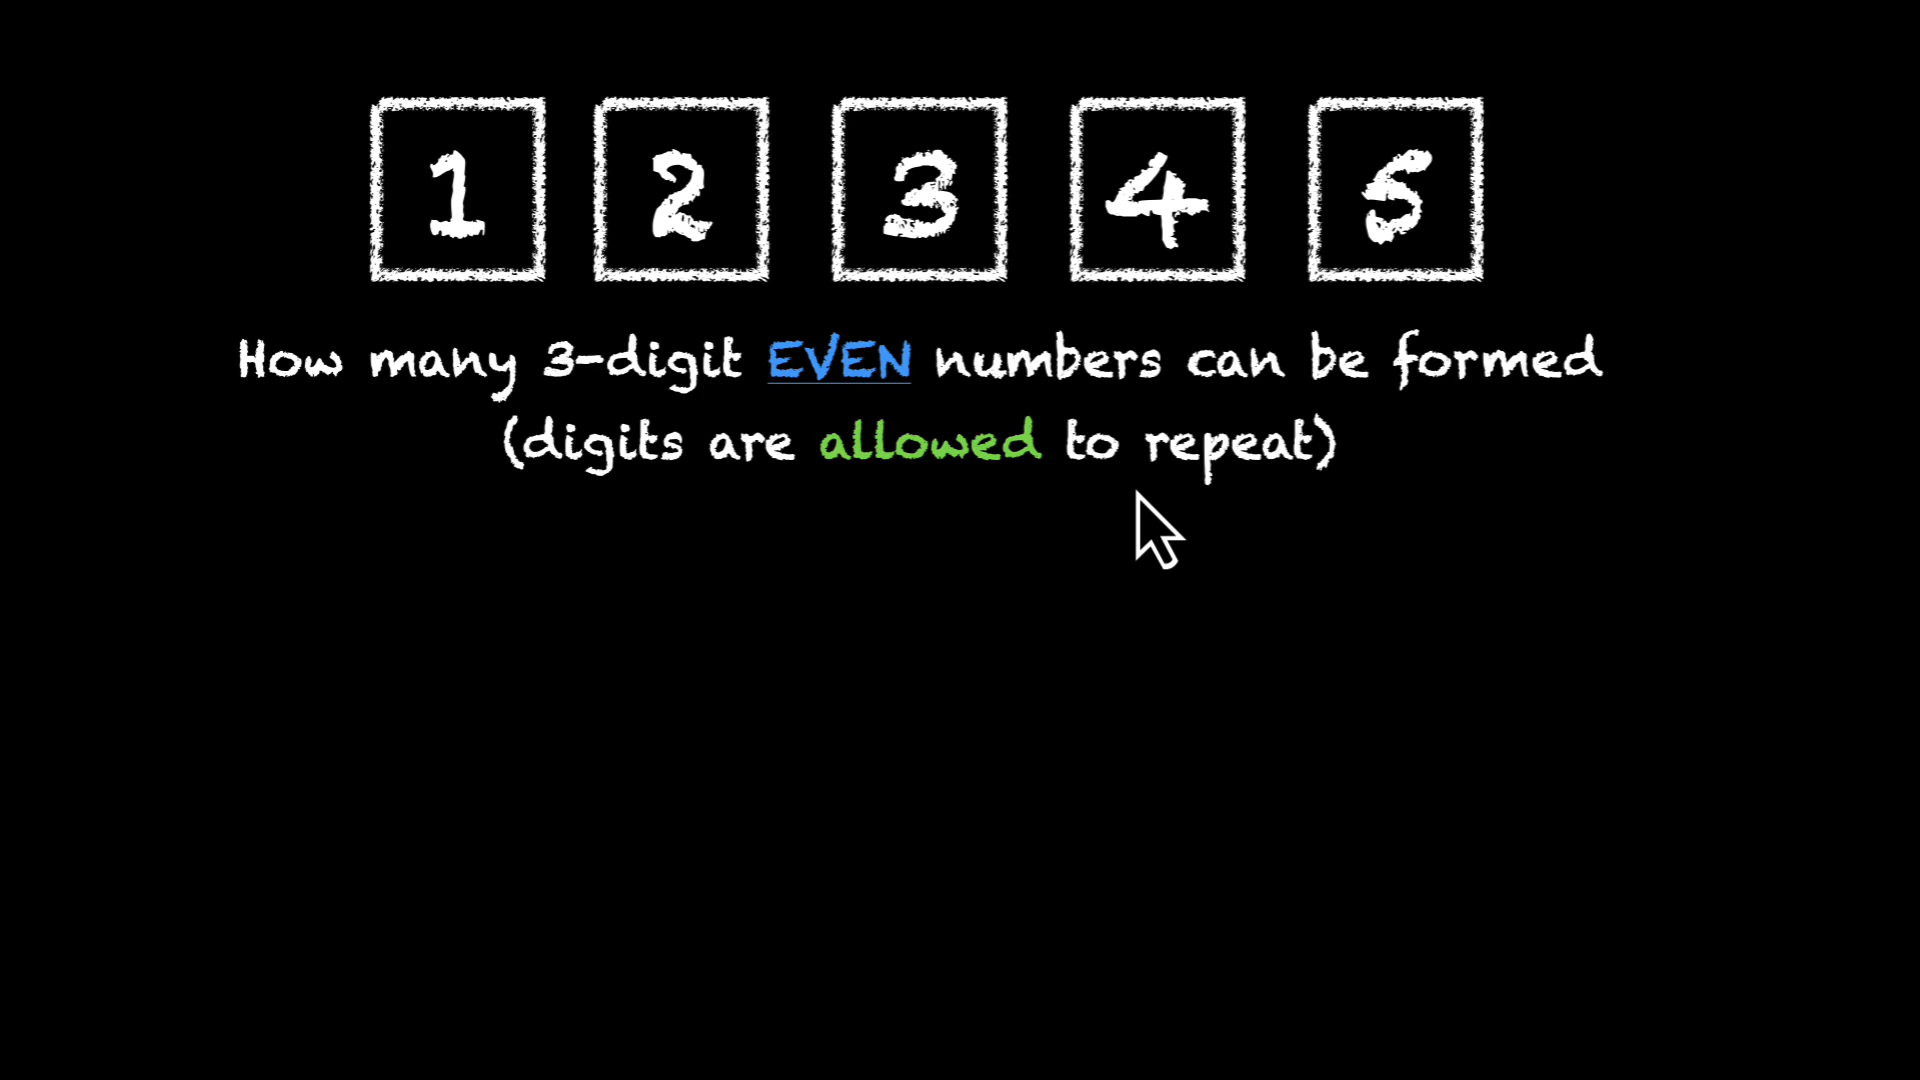 1 2 3 4 5
How many 3-digit EVEN numbers can be formed
(digits are allowed to repeat)